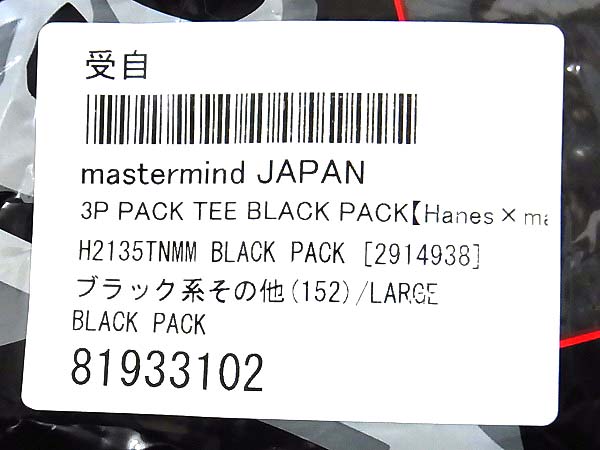 受自
mastermind JAPAN
3P PACK TEE BLACK PACK【Hanes×ma
H2135TNMM BLACK PACK [2914938]
ブラック系その他(152)/LARGE
BLACK PACK
81933102